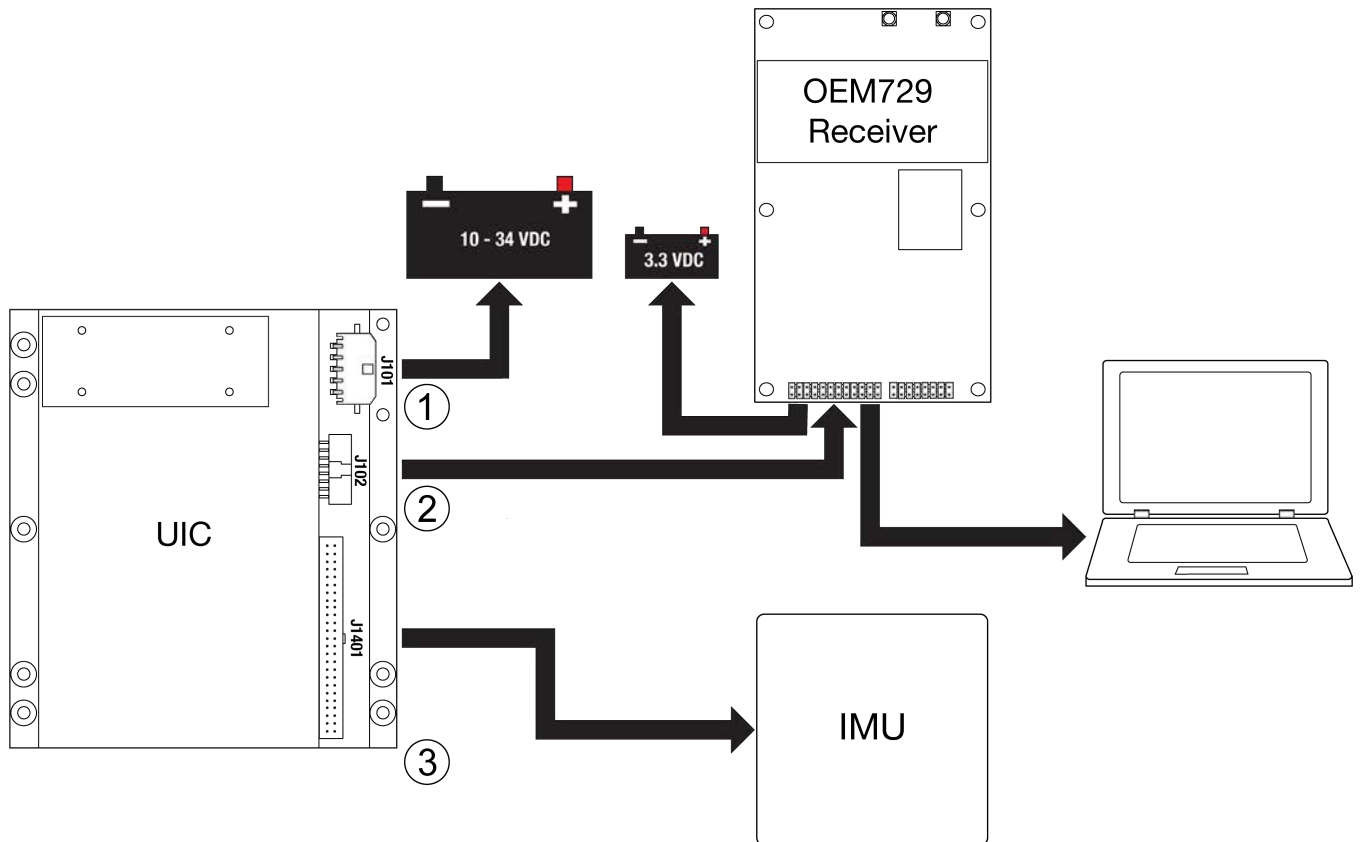 OEM729
Receiver
− +
10 - 34 VDC
− +
3.3 VDC
J101
1
J102
2
UIC
J1401
IMU
3